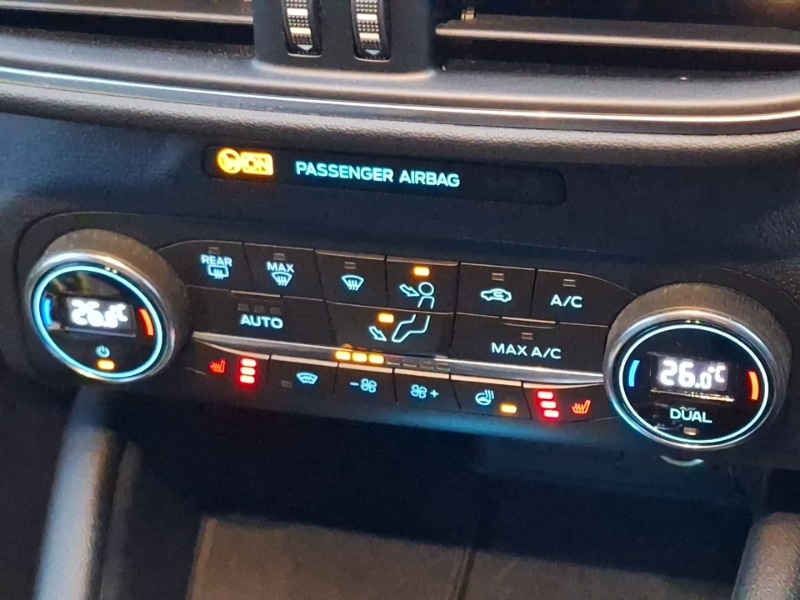 ON PASSENGER AIRBAG
REAR MAX
A/C
AUTO MAX A/C
26.0°C
26.0°C
DUAL
- +